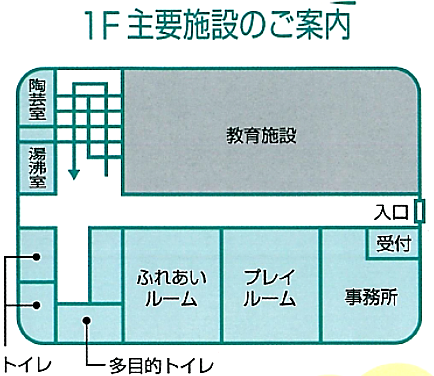 1F 主要施設のご案内
陶芸室
教育施設
湯沸室
入口
受付
ふれあい
ルーム
プレイ
ルーム
事務所
トイレ
多目的トイレ